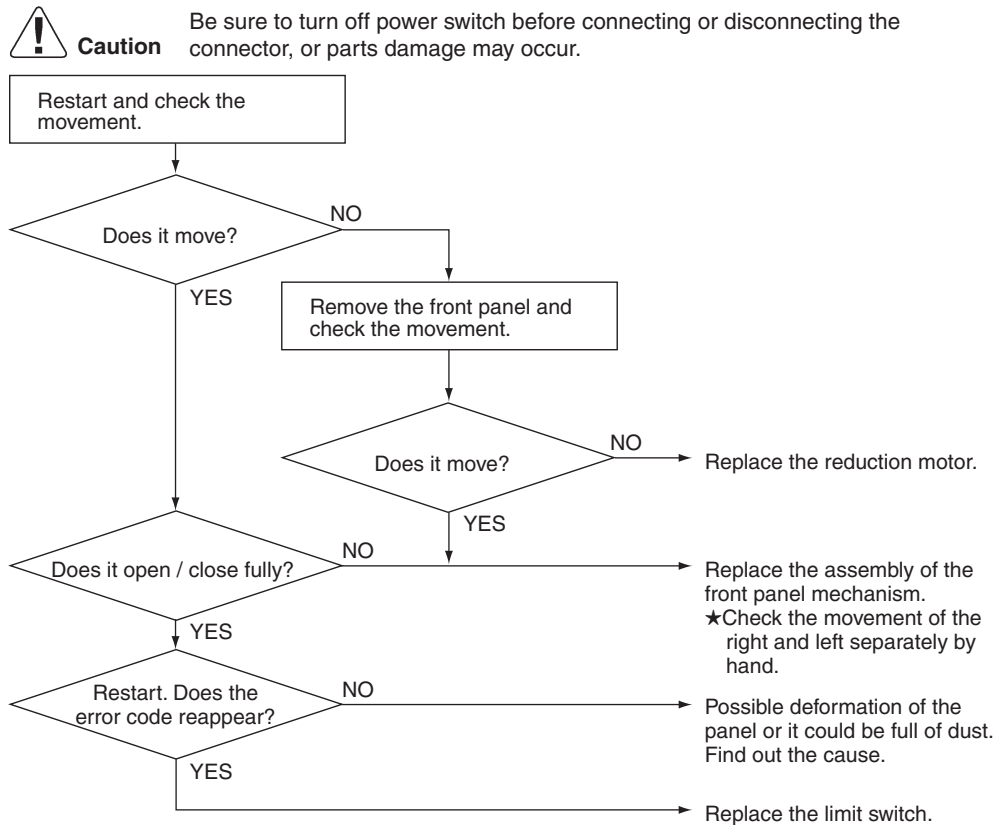 Caution
Be sure to turn off power switch before connecting or disconnecting the
connector, or parts damage may occur.
Restart and check the
movement.
Does it move?
NO
YES
Remove the front panel and
check the movement.
Does it move?
NO
Replace the reduction motor.
YES
Does it open / close fully?
NO
Replace the assembly of the
front panel mechanism.
★Check the movement of the
right and left separately by
hand.
YES
Restart. Does the
error code reappear?
NO
Possible deformation of the
panel or it could be full of dust.
Find out the cause.
YES
Replace the limit switch.